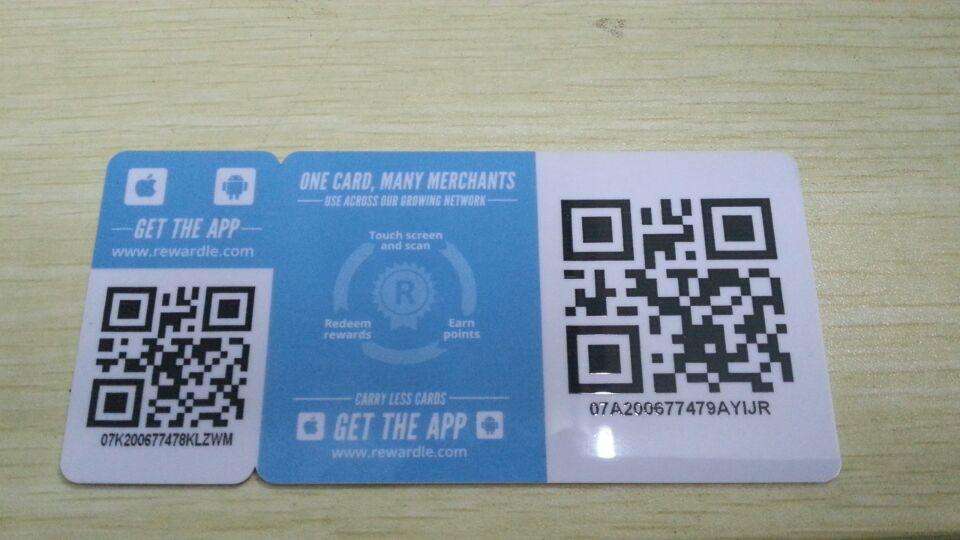 GET THE APP
www.rewardle.com
07K200677478KLZWM
ONE CARD, MANY MERCHANTS
USE ACROSS OUR GROWING NETWORK
Touch screen
and scan
R
Redeem
rewards
Earn
points
CARRY LESS CARDS
GET THE APP
www.rewardle.com
07A200677479AYIJR